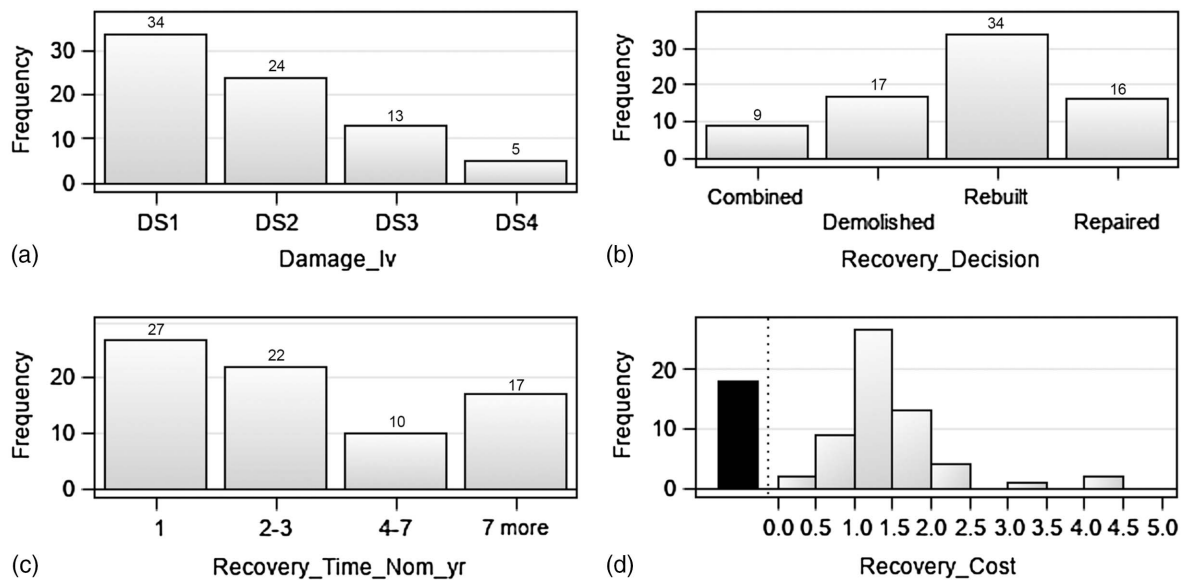 34
24
13
5
Frequency
30
20
10
0
DS1 DS2 DS3 DS4
Damage_lv
(a)
34
17
16
9
Frequency
30
20
10
0
Combined Demolished Rebuilt Repaired
Recovery_Decision
(b)
27
22
17
10
Frequency
20
10
0
1 2-3 4-7 7 more
Recovery_Time_Nom_yr
(c)
Frequency
20
10
0
0.0 0.5 1.0 1.5 2.0 2.5 3.0 3.5 4.0 4.5 5.0
Recovery_Cost
(d)